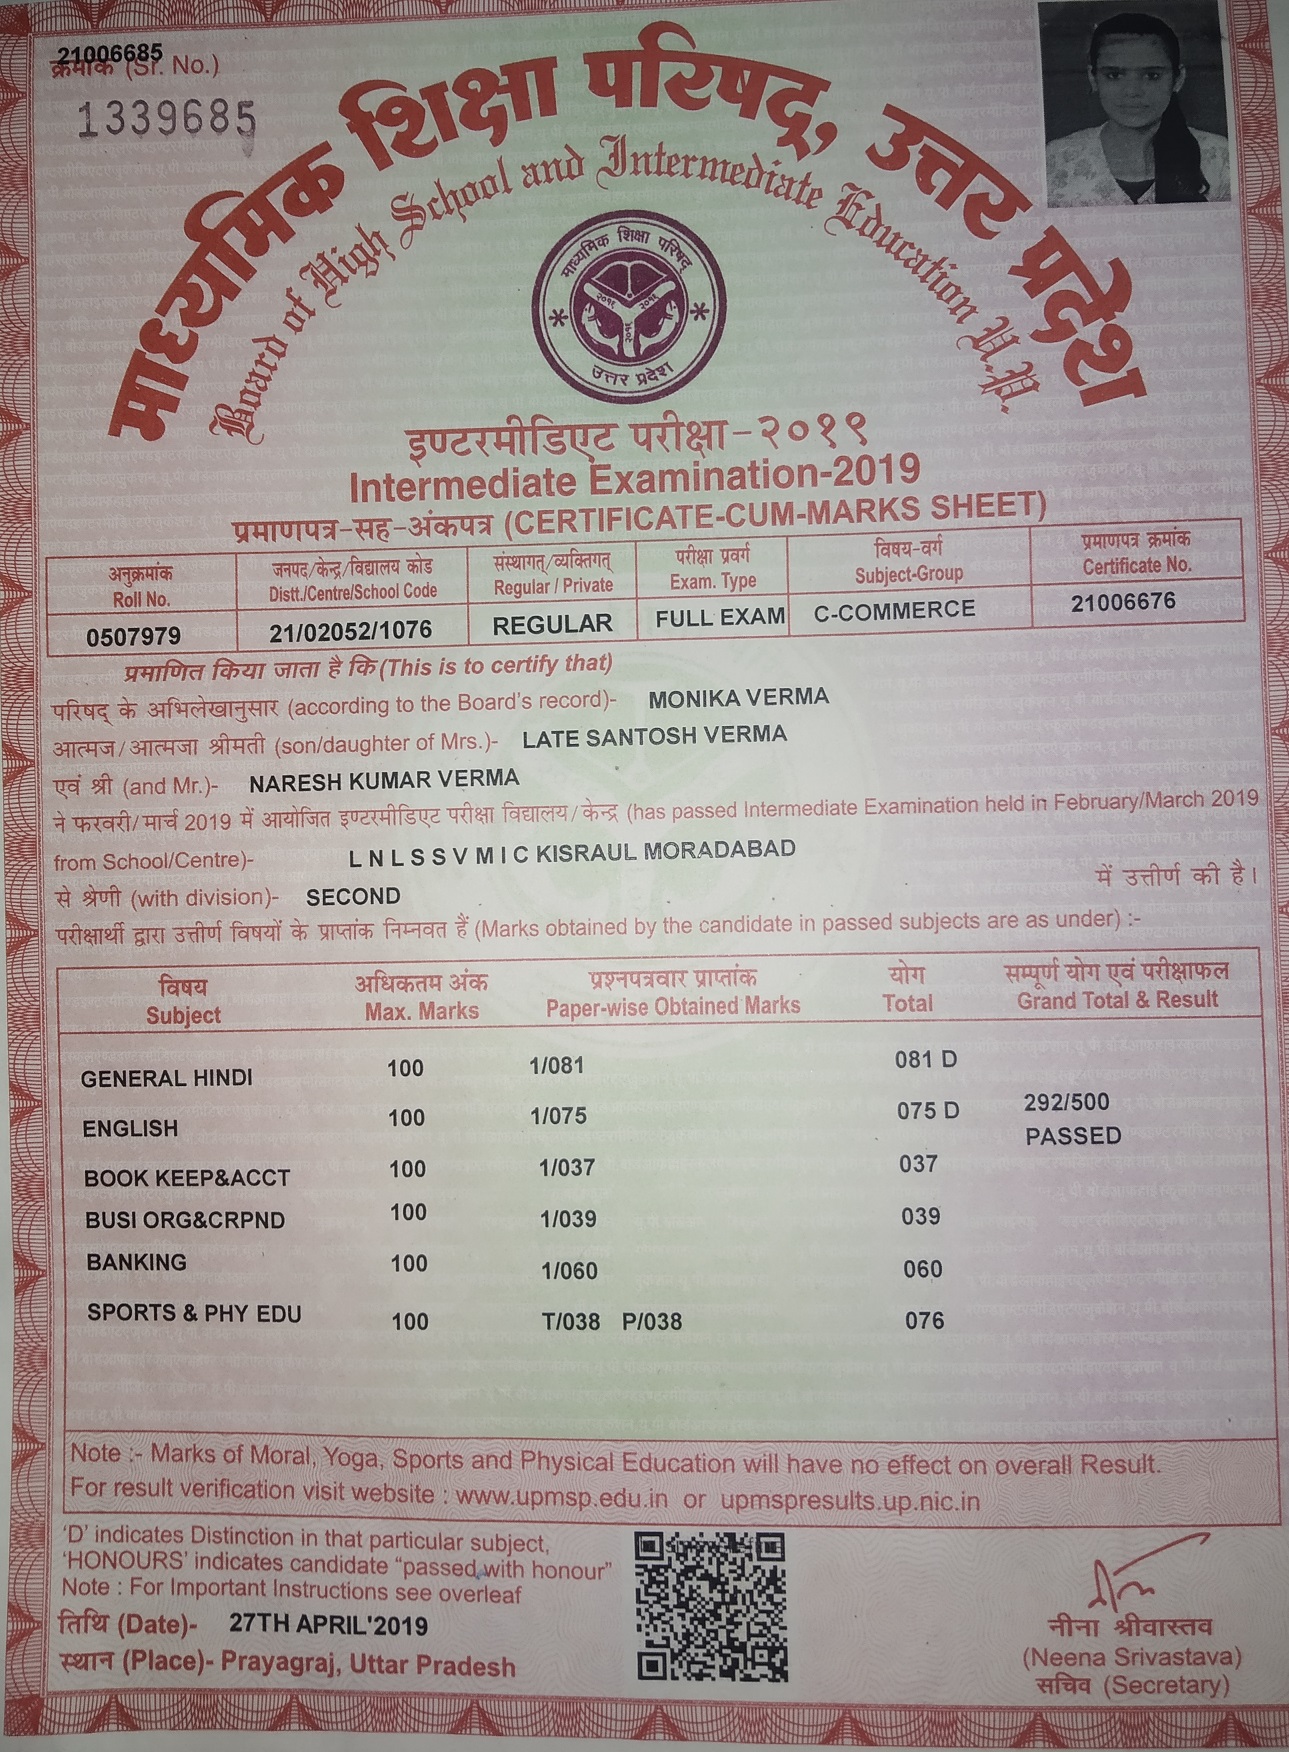 21006685
क्रमांक (Sr. No.)
1339685
माध्यमिक शिक्षा परिषद्, उत्तर प्रदेश
Board of High School and Intermediate Education U.P.
माध्यमिक शिक्षा परिषद्
उत्तर प्रदेश
इण्टरमीडिएट परीक्षा-२०१९
Intermediate Examination-2019
प्रमाणपत्र-सह-अंकपत्र (CERTIFICATE-CUM-MARKS SHEET)
अनुक्रमांक जनपद/केन्द्र/विद्यालय कोड संस्थागत्/व्यक्तिगत् परीक्षा प्रवर्ग विषय-वर्ग प्रमाणपत्र क्रमांक
Roll No. Distt./Centre/School Code Regular / Private Exam. Type Subject-Group Certificate No.
0507979 21/02052/1076 REGULAR FULL EXAM C-COMMERCE 21006676
प्रमाणित किया जाता है कि (This is to certify that)
परिषद् के अभिलेखानुसार (according to the Board's record)- MONIKA VERMA
आत्मज/आत्मजा श्रीमती (son/daughter of Mrs.)- LATE SANTOSH VERMA
एवं श्री (and Mr.)- NARESH KUMAR VERMA
ने फरवरी/मार्च 2019 में आयोजित इण्टरमीडिएट परीक्षा विद्यालय/केन्द्र (has passed Intermediate Examination held in February/March 2019
from School/Centre)- L N L S S V M I C KISRAUL MORADABAD
से श्रेणी (with division)- SECOND में उत्तीर्ण की है।
परीक्षार्थी द्वारा उत्तीर्ण विषयों के प्राप्तांक निम्नवत हैं (Marks obtained by the candidate in passed subjects are as under) :-
विषय अधिकतम अंक प्रश्नपत्रवार प्राप्तांक योग सम्पूर्ण योग एवं परीक्षाफल
Subject Max. Marks Paper-wise Obtained Marks Total Grand Total & Result
GENERAL HINDI 100 1/081 081 D
ENGLISH 100 1/075 075 D 292/500
PASSED
BOOK KEEP&ACCT 100 1/037 037
BUSI ORG&CRPND 100 1/039 039
BANKING 100 1/060 060
SPORTS & PHY EDU 100 T/038 P/038 076
Note :- Marks of Moral, Yoga, Sports and Physical Education will have no effect on overall Result.
For result verification visit website : www.upmsp.edu.in or upmspresults.up.nic.in
'D' indicates Distinction in that particular subject,
'HONOURS' indicates candidate "passed with honour"
Note : For Important Instructions see overleaf
तिथि (Date)- 27TH APRIL'2019
स्थान (Place)- Prayagraj, Uttar Pradesh
नीना श्रीवास्तव
(Neena Srivastava)
सचिव (Secretary)